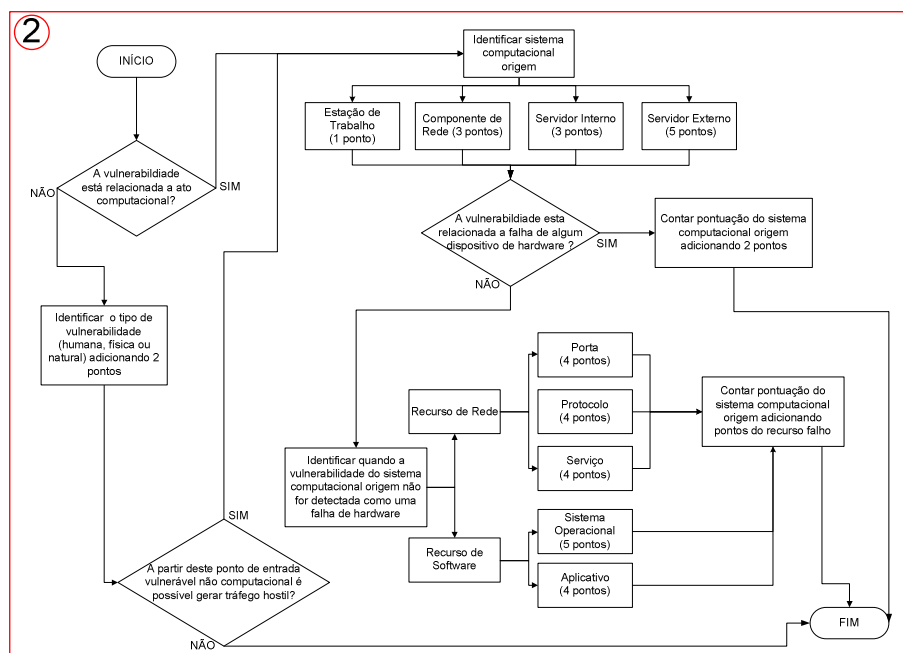 2
INÍCIO
A vulnerabildiade
está relacionada a ato
computacional?
NÃO
SIM
Identificar o tipo de
vulnerabilidade
(humana, física ou
natural) adicionando 2
pontos
A partir deste ponto de entrada
vulnerável não computacional é
possível gerar tráfego hostil?
SIM
NÃO
Identificar sistema
computacional
origem
Estação de
Trabalho
(1 ponto)
Componente de
Rede (3 pontos)
Servidor Interno
(3 pontos)
Servidor Externo
(5 pontos)
A vulnerabildiade esta
relacionada a falha de algum
dispositivo de hardware ?
SIM
NÃO
Contar pontuação do sistema
computacional origem
adicionando 2 pontos
Identificar quando a
vulnerabilidade do sistema
computacional origem não
for detectada como uma
falha de hardware
Recurso de Rede
Porta
(4 pontos)
Protocolo
(4 pontos)
Serviço
(4 pontos)
Recurso de
Software
Sistema
Operacional
(5 pontos)
Aplicativo
(4 pontos)
Contar pontuação do
sistema computacional
origem adicionando
pontos do recurso falho
FIM